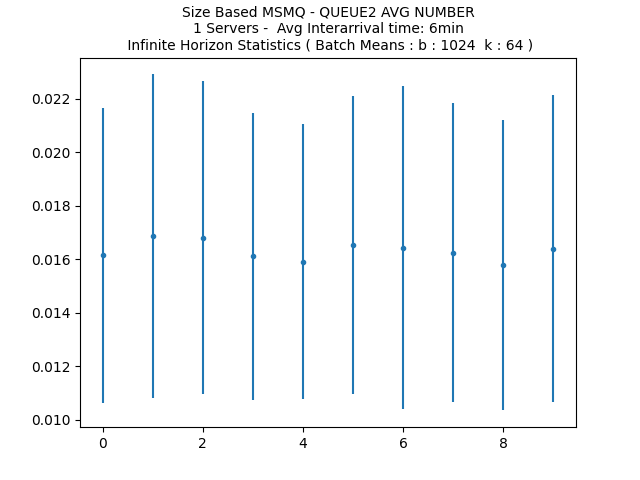 Size Based MSMQ - QUEUE2 AVG NUMBER
1 Servers -  Avg Interarrival time: 6min
Infinite Horizon Statistics ( Batch Means : b : 1024  k : 64 )
0.022
0.020
0.018
0.016
0.014
0.012
0.010
0 2 4 6 8